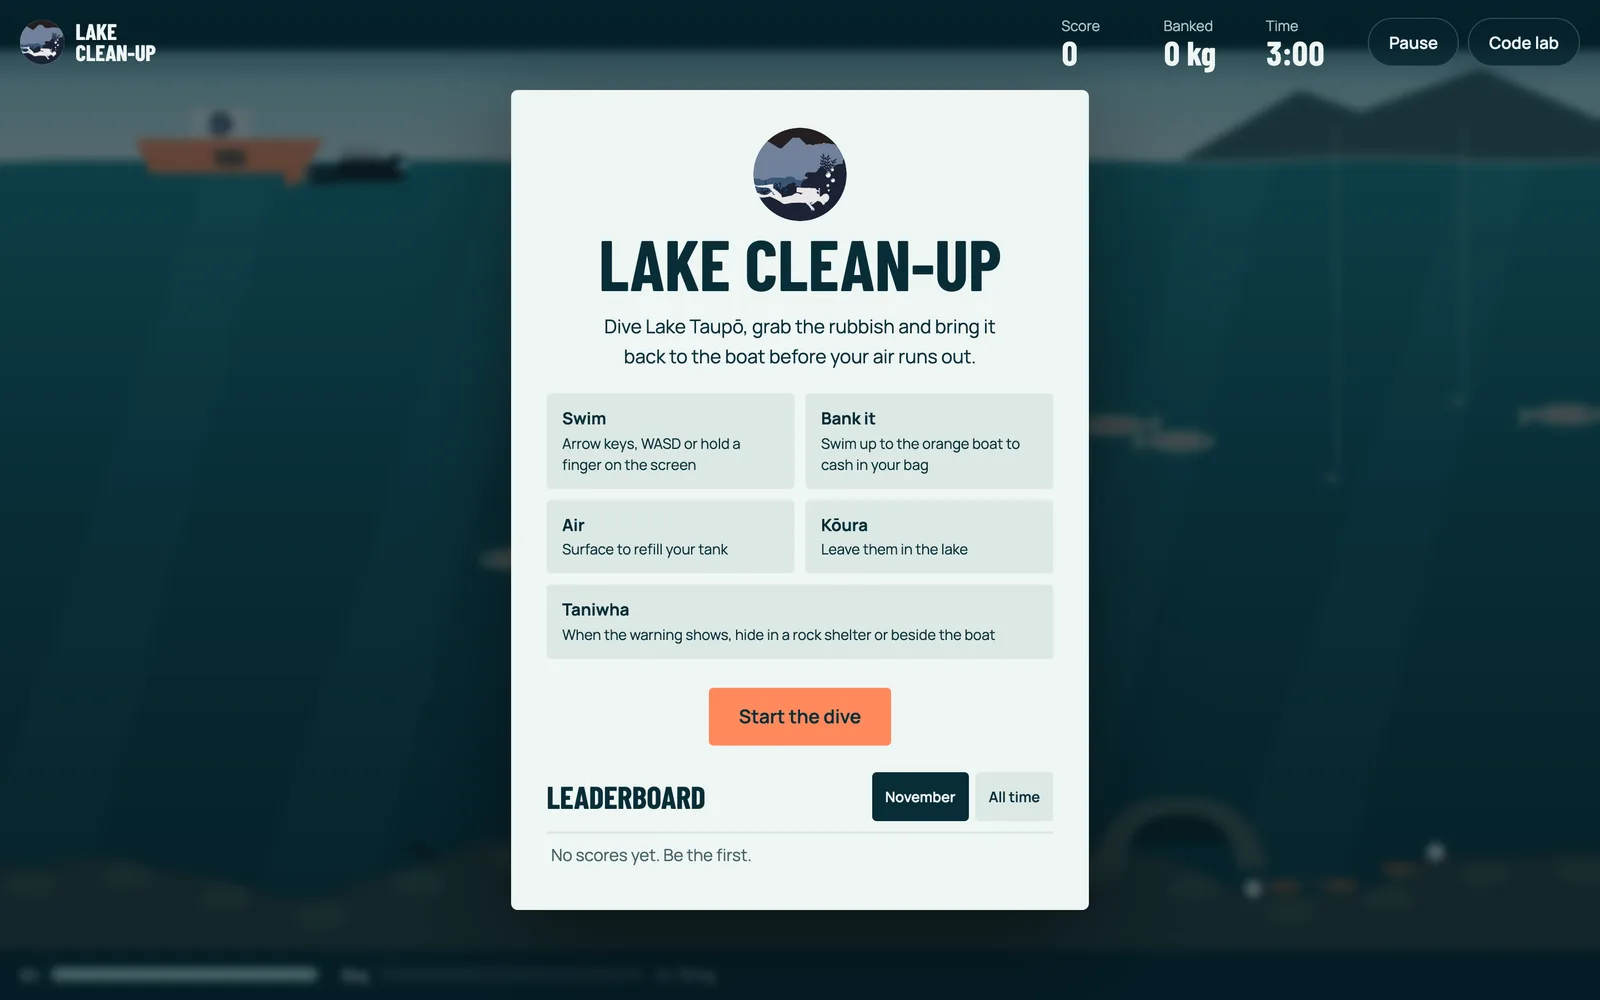 LAKE
CLEAN-UP
Score
0
Banked
0 kg
Time
3:00
Pause
Code lab
LAKE CLEAN-UP
Dive Lake Taupō, grab the rubbish and bring it
back to the boat before your air runs out.
Swim
Arrow keys, WASD or hold a
finger on the screen
Bank it
Swim up to the orange boat to
cash in your bag
Air
Surface to refill your tank
Kōura
Leave them in the lake
Taniwha
When the warning shows, hide in a rock shelter or beside the boat
Start the dive
LEADERBOARD
November
All time
No scores yet. Be the first.